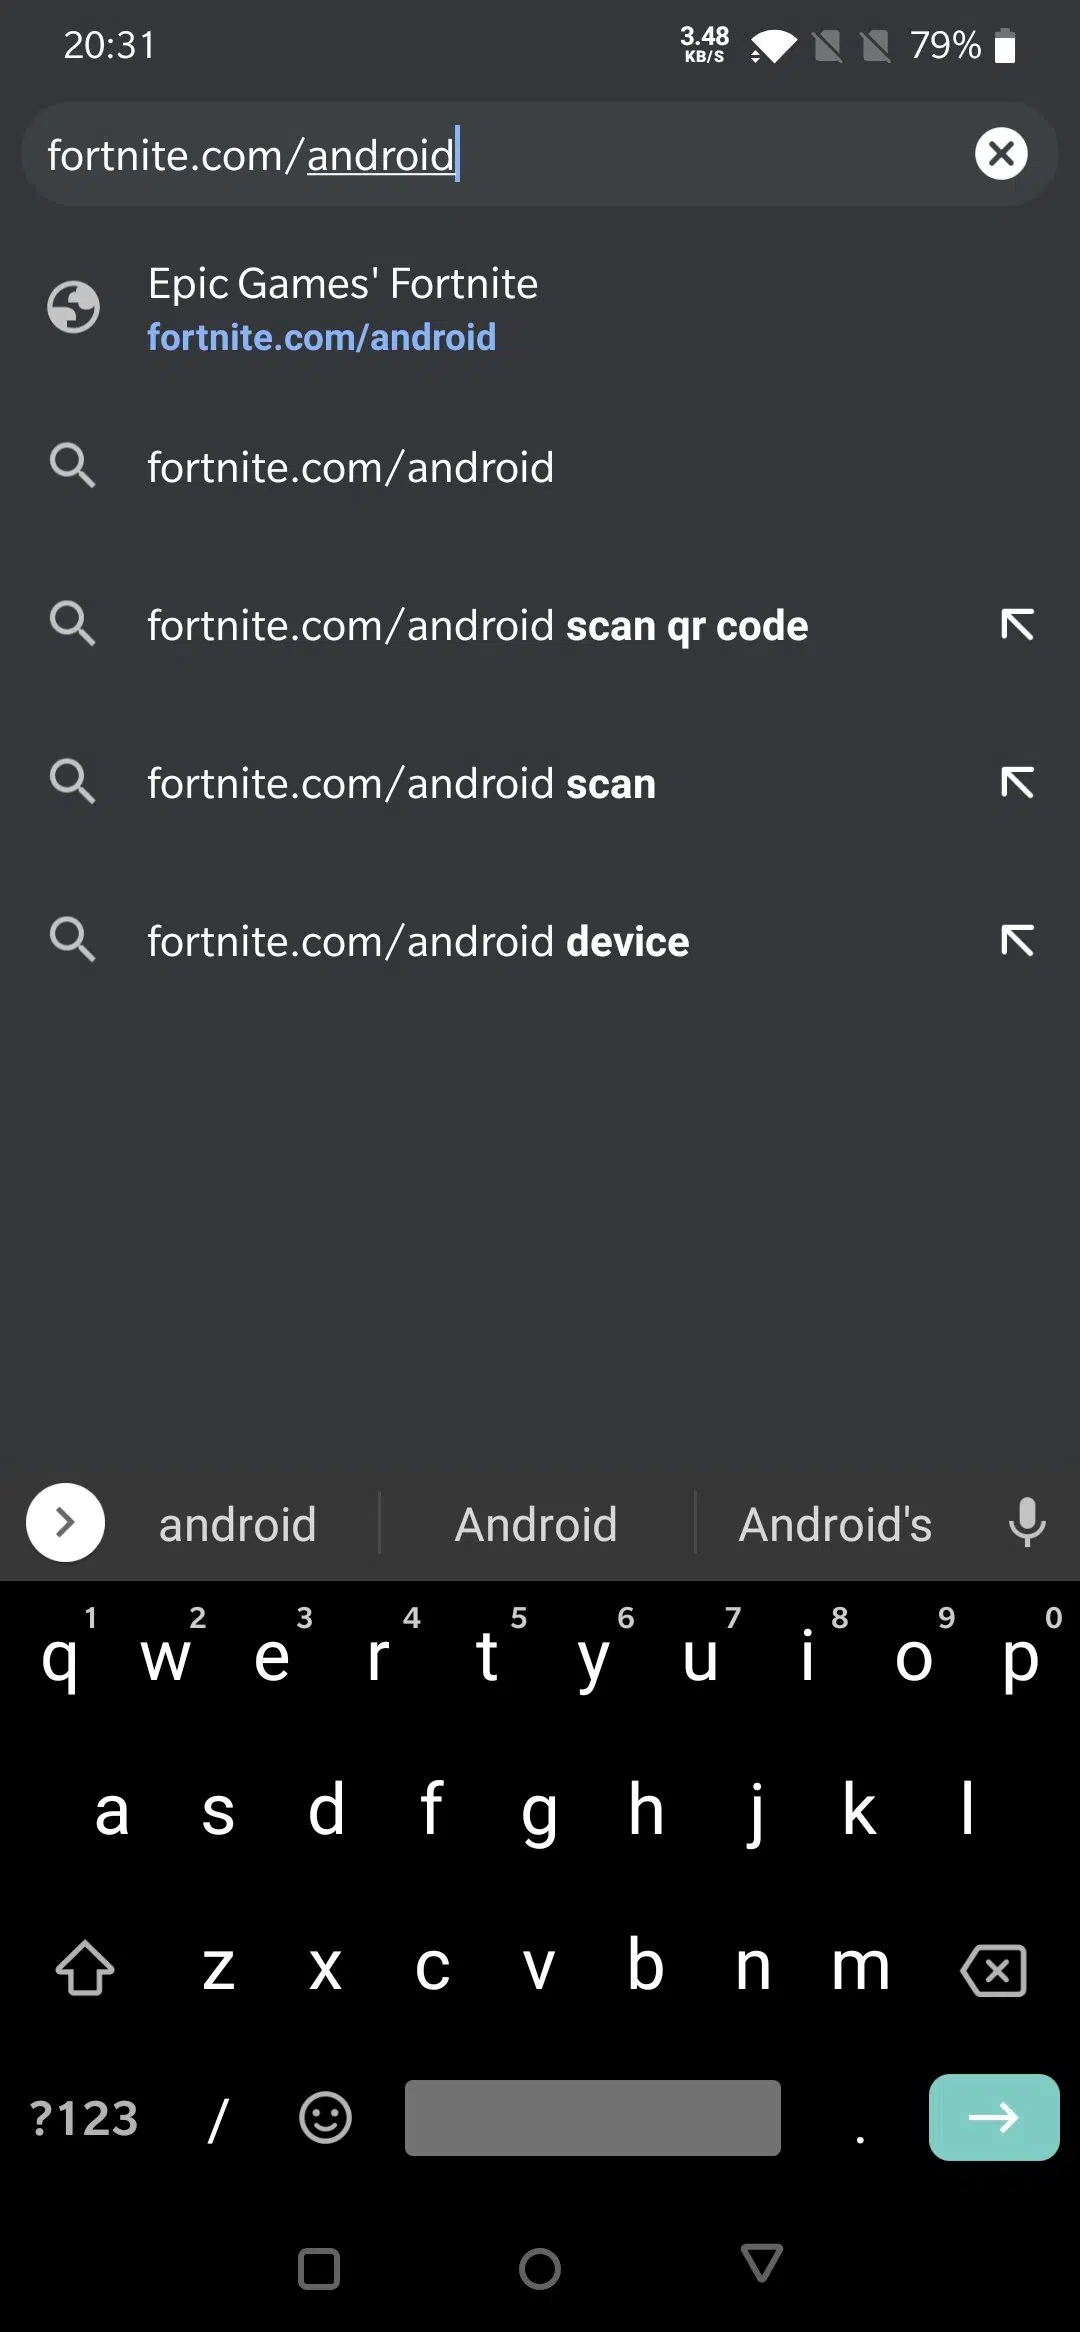 20:31
3.48
KB/S
79%
fortnite.com/android
Epic Games' Fortnite
fortnite.com/android
fortnite.com/android
fortnite.com/android scan qr code
fortnite.com/android scan
fortnite.com/android device
android Android Android's
1 2 3 4 5 6 7 8 9 0
q w e r t y u i o p
a s d f g h j k l
z x c v b n m
?123 / .